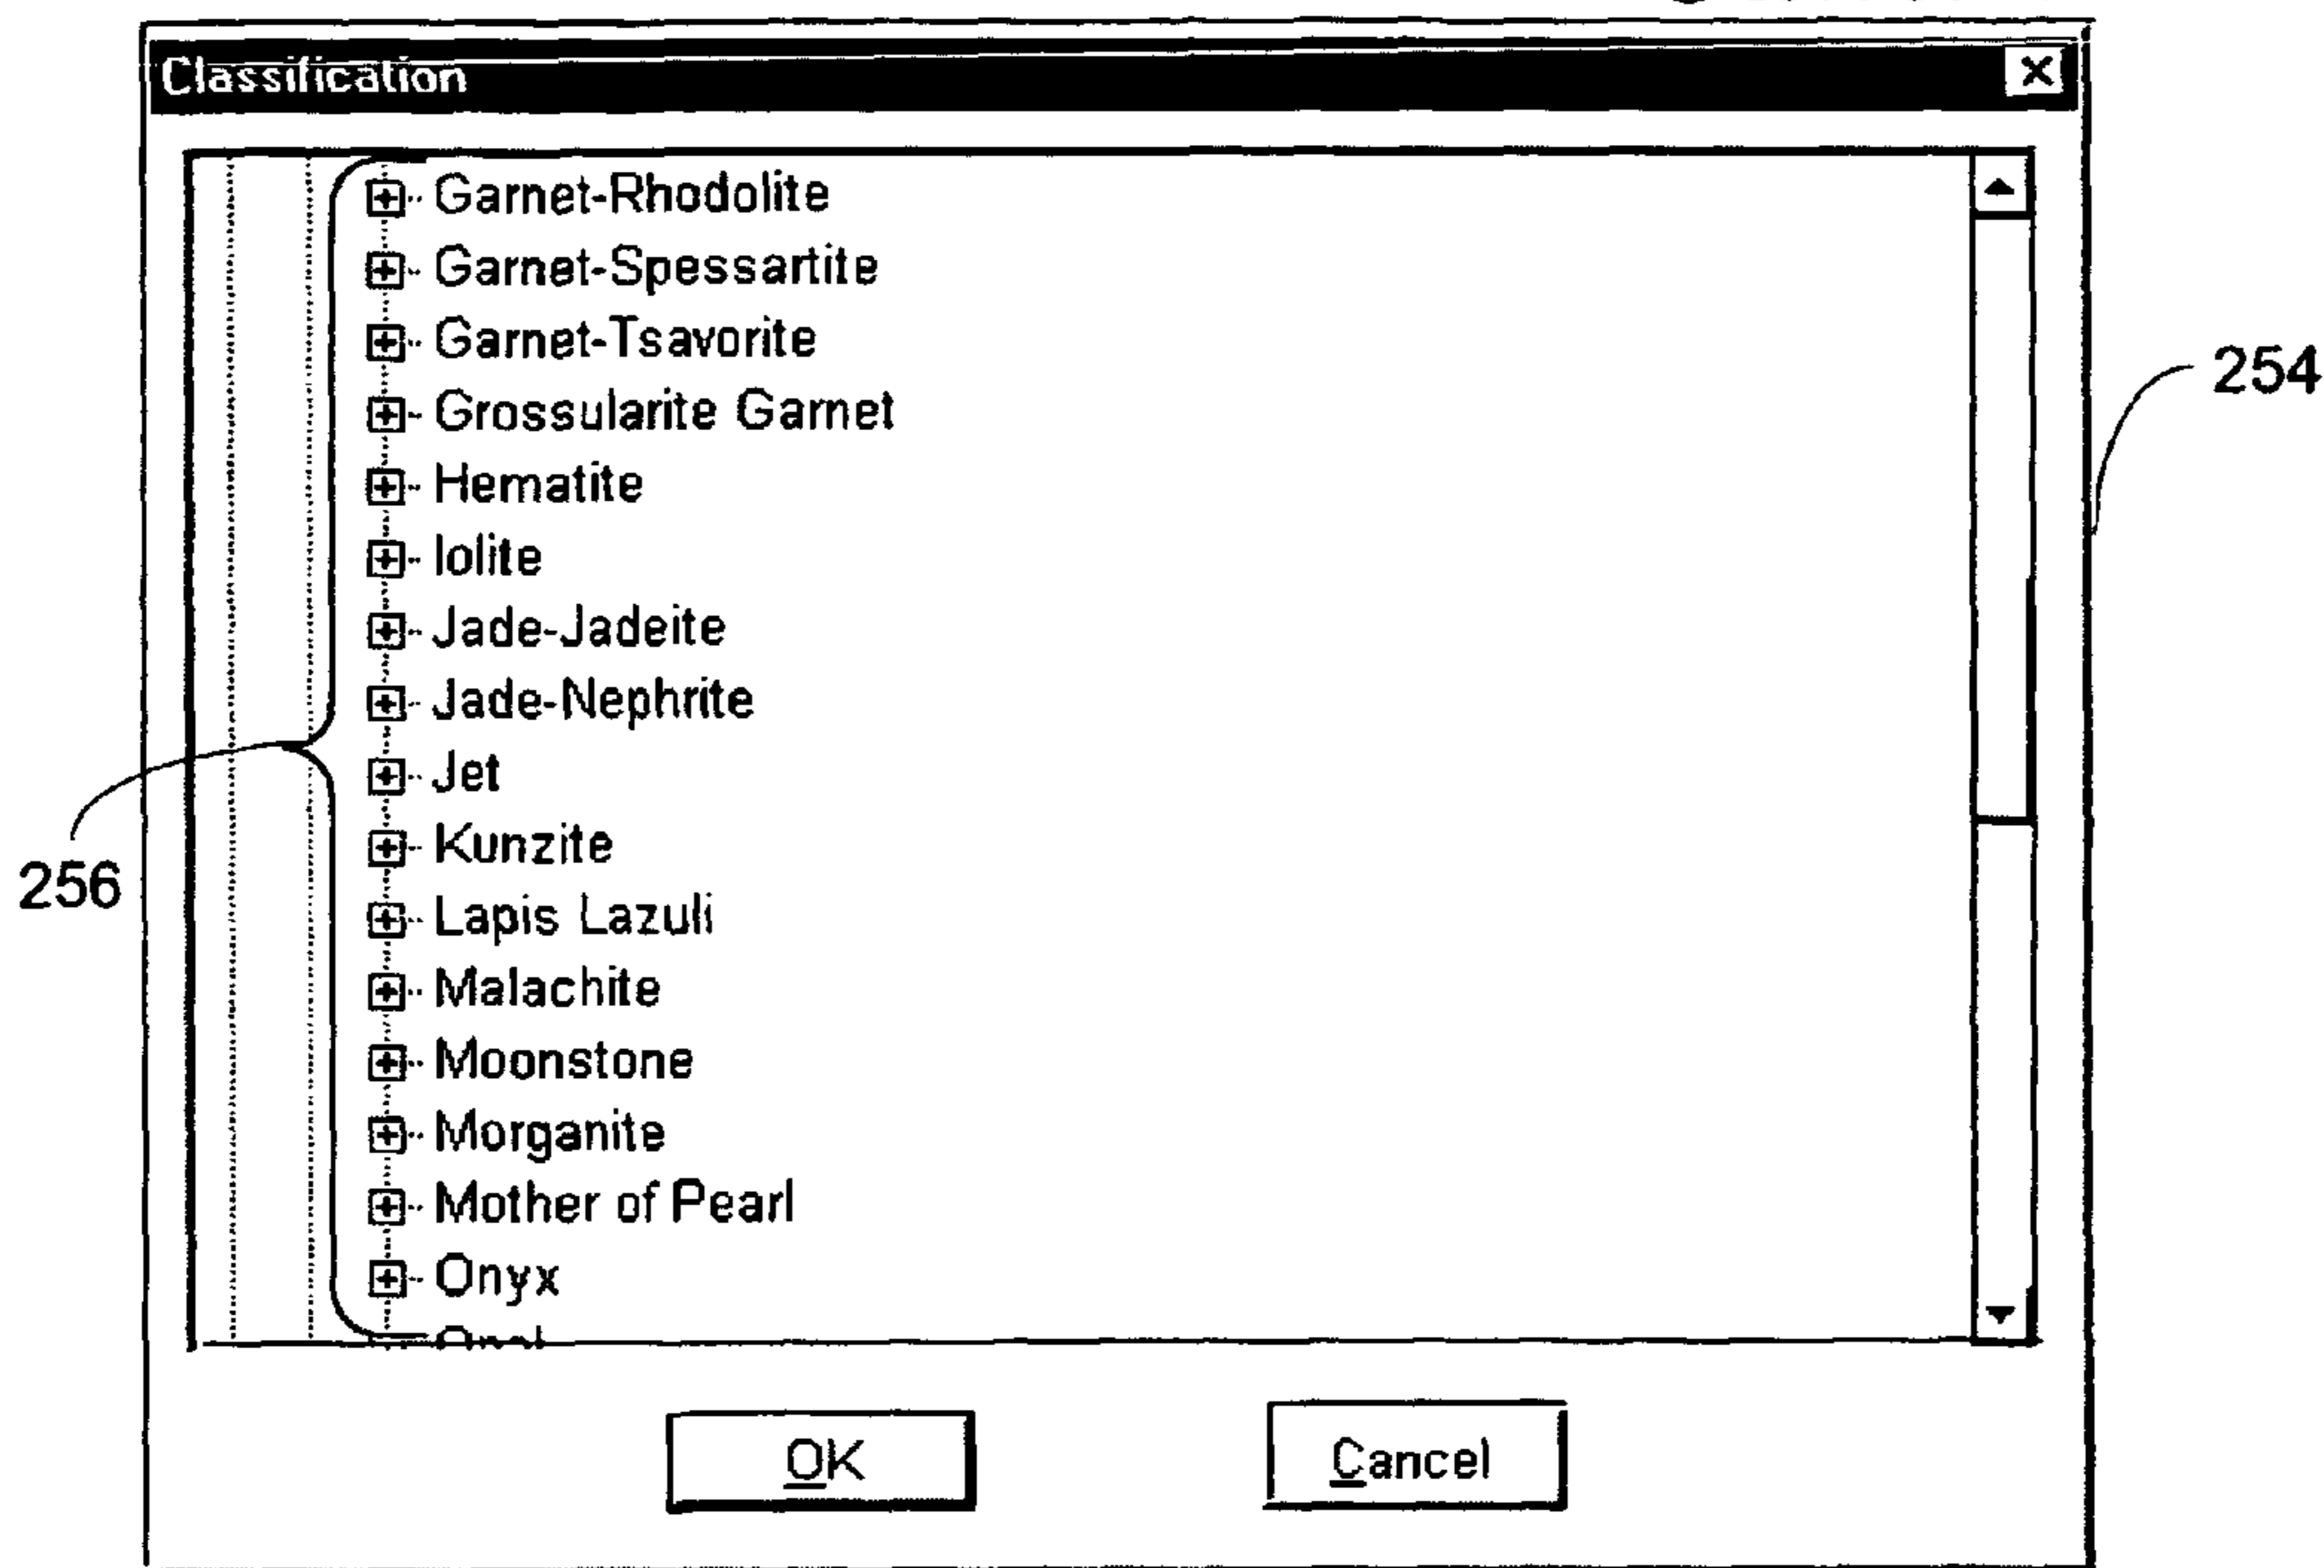 Classification
Garnet-Rhodolite
Garnet-Spessartite
Garnet-Tsavorite
Grossularite Garnet
Hematite
Iolite
Jade-Jadeite
Jade-Nephrite
Jet
Kunzite
Lapis Lazuli
Malachite
Moonstone
Morganite
Mother of Pearl
Onyx
OK
Cancel
254
256